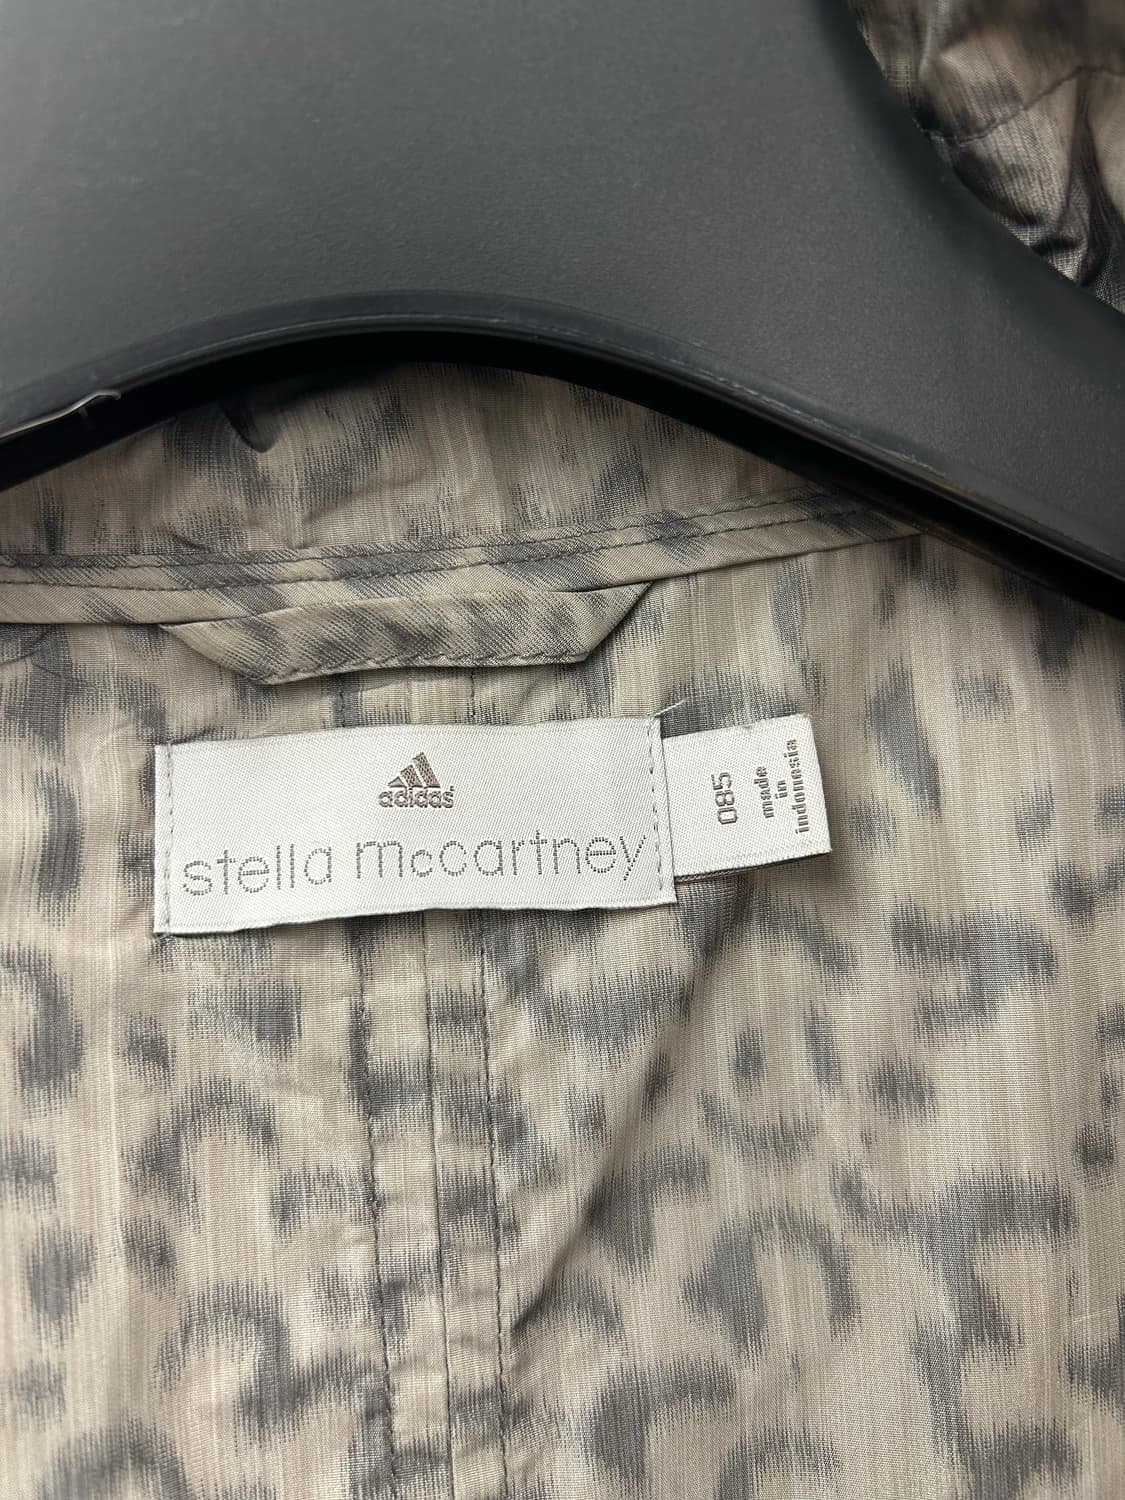 adidas
stella mccartney
085
made
in
indonesia